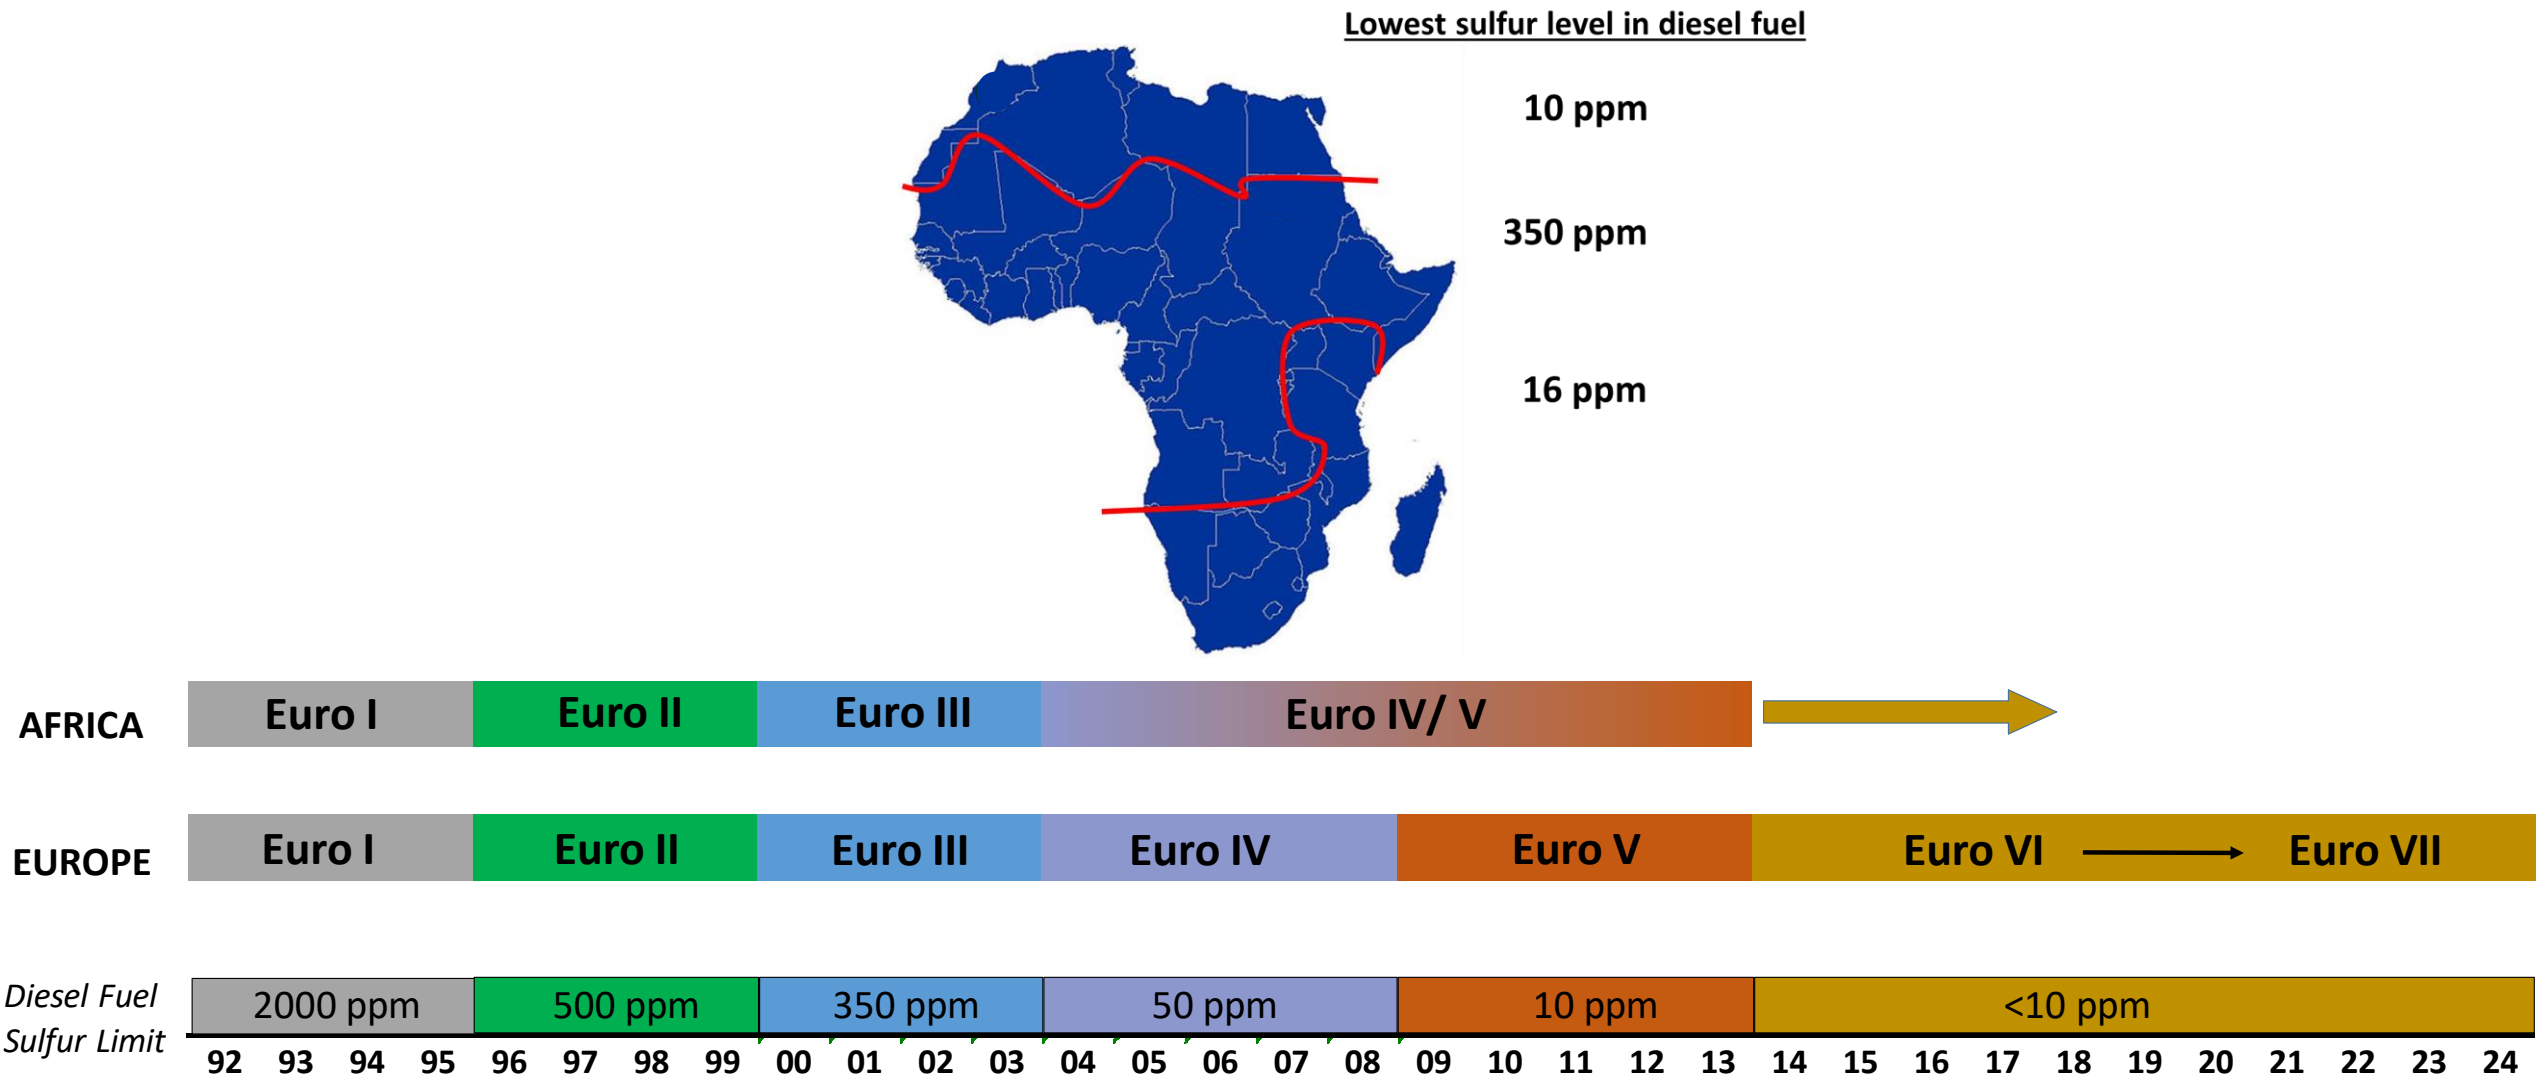 Lowest sulfur level in diesel fuel
10 ppm
350 ppm
16 ppm
AFRICA
Euro I
Euro II
Euro III
Euro IV/ V
EUROPE
Euro I
Euro II
Euro III
Euro IV
Euro V
Euro VI
Euro VII
Diesel Fuel
Sulfur Limit
2000 ppm
500 ppm
350 ppm
50 ppm
10 ppm
<10 ppm
92 93 94 95 96 97 98 99 00 01 02 03 04 05 06 07 08 09 10 11 12 13 14 15 16 17 18 19 20 21 22 23 24